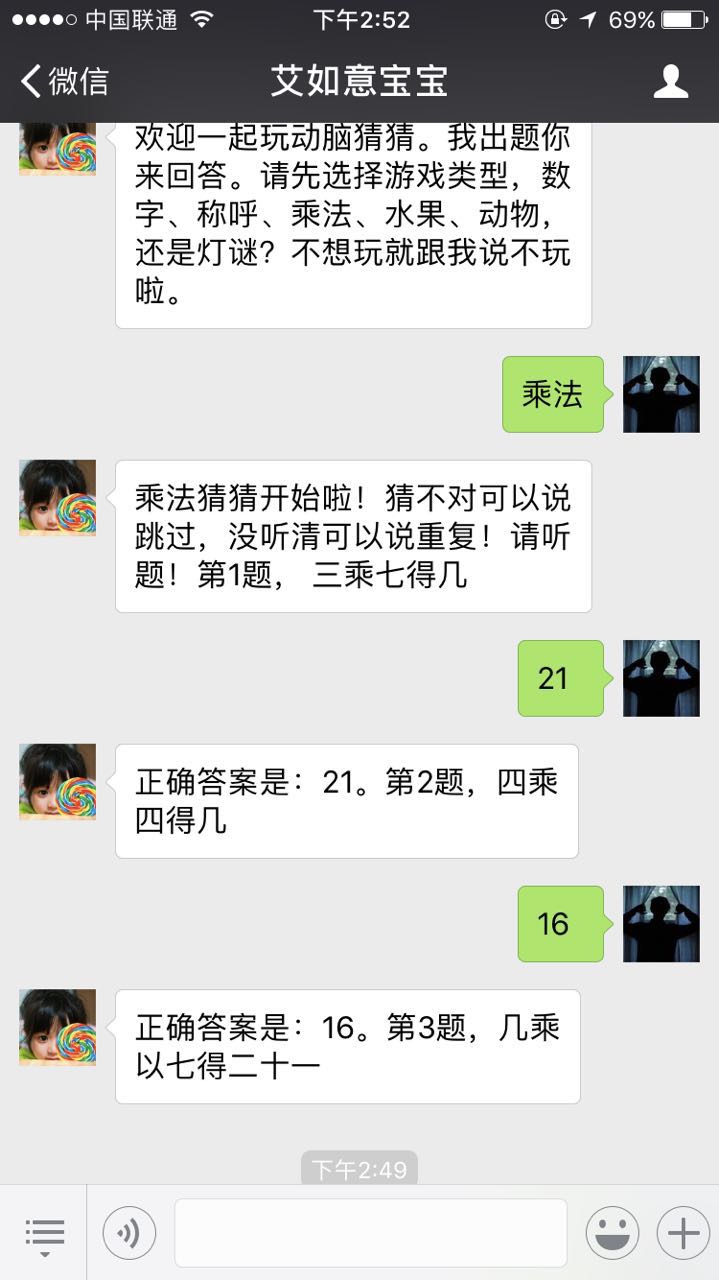 中国联通 下午2:52 69%
微信 艾如意宝宝
欢迎一起玩动脑猜猜。我出题你
来回答。请先选择游戏类型，数
字、称呼、乘法、水果、动物，
还是灯谜？不想玩就跟我说不玩
啦。
乘法
乘法猜猜开始啦！猜不对可以说
跳过，没听清可以说重复！请听
题！第1题， 三乘七得几
21
正确答案是：21。第2题，四乘
四得几
16
正确答案是：16。第3题，几乘
以七得二十一
下午2:49